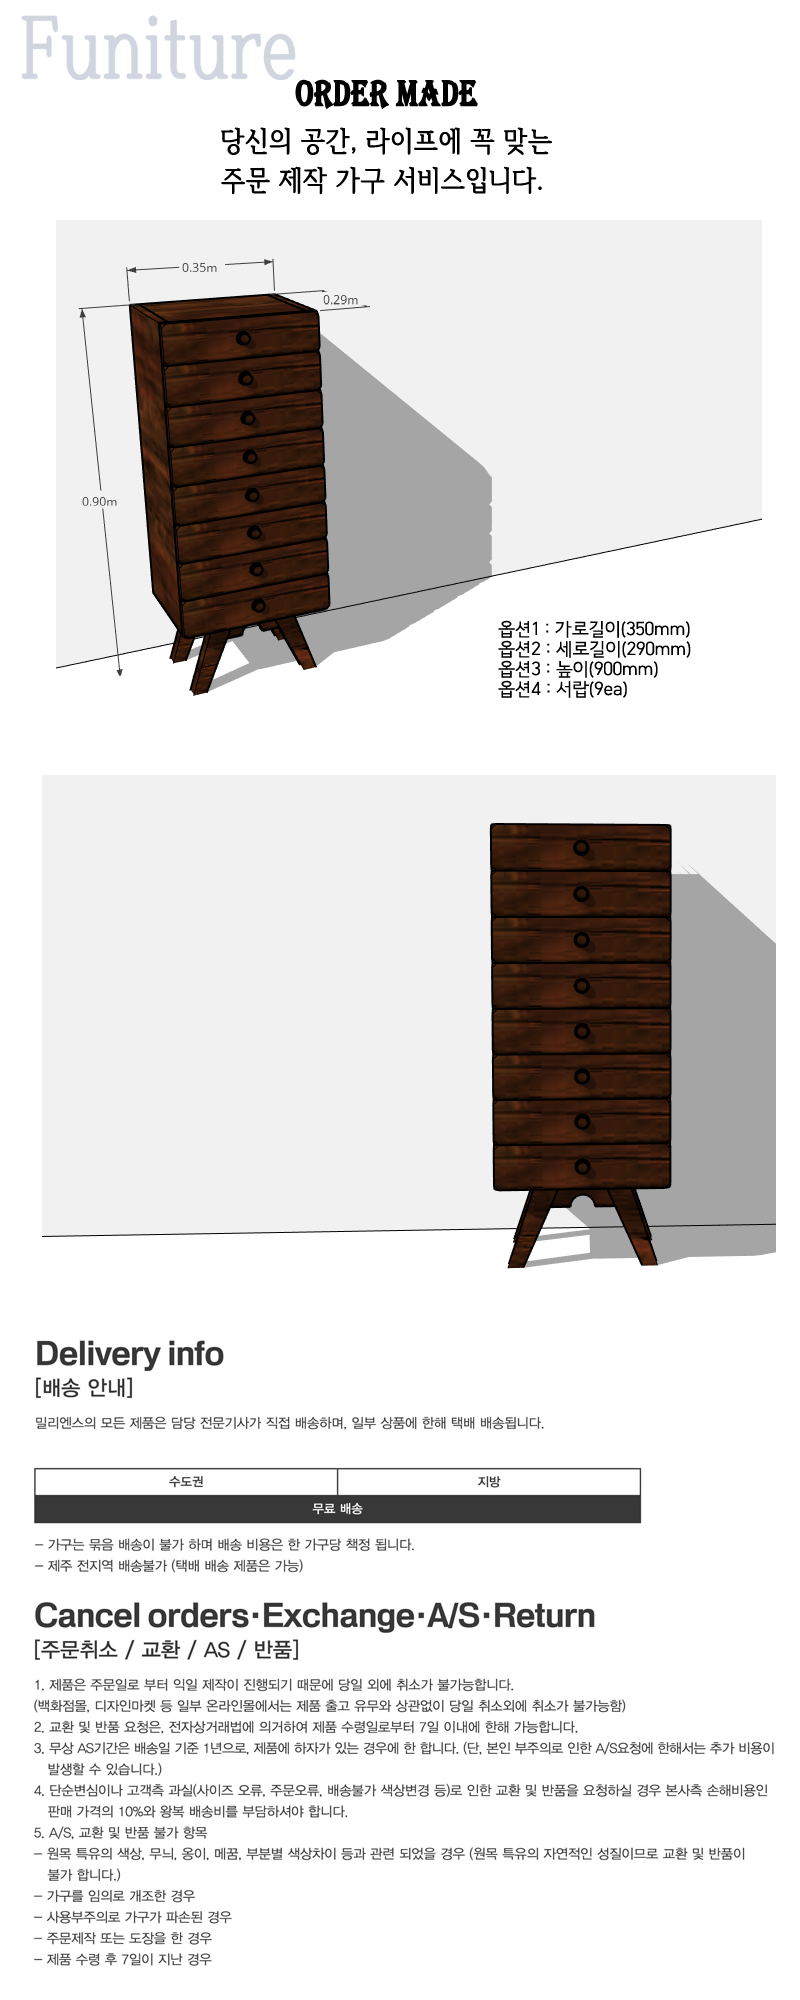 Funiture
ORDER MADE
당신의 공간, 라이프에 꼭 맞는
주문 제작 가구 서비스입니다.
0.35m
0.29m
0.90m
옵션1 : 가로길이(350mm)
옵션2 : 세로길이(290mm)
옵션3 : 높이(900mm)
옵션4 : 서랍(9ea)
Delivery info
[배송 안내]
밀리엔스의 모든 제품은 담당 전문기사가 직접 배송하며, 일부 상품에 한해 택배 배송됩니다.
수도권 지방
무료 배송
- 가구는 묶음 배송이 불가 하며 배송 비용은 한 가구당 책정 됩니다.
- 제주 전지역 배송불가 (택배 배송 제품은 가능)
Cancel orders·Exchange·A/S·Return
[주문취소 / 교환 / AS / 반품]
1. 제품은 주문일로 부터 익일 제작이 진행되기 때문에 당일 외에 취소가 불가능합니다.
(백화점몰, 디자인마켓 등 일부 온라인몰에서는 제품 출고 유무와 상관없이 당일 취소외에 취소가 불가능함)
2. 교환 및 반품 요청은, 전자상거래법에 의거하여 제품 수령일로부터 7일 이내에 한해 가능합니다.
3. 무상 AS기간은 배송일 기준 1년으로, 제품에 하자가 있는 경우에 한 합니다. (단, 본인 부주의로 인한 A/S요청에 한해서는 추가 비용이
발생할 수 있습니다.)
4. 단순변심이나 고객측 과실(사이즈 오류, 주문오류, 배송불가 색상변경 등)로 인한 교환 및 반품을 요청하실 경우 본사측 손해비용인
판매 가격의 10%와 왕복 배송비를 부담하셔야 합니다.
5. A/S, 교환 및 반품 불가 항목
- 원목 특유의 색상, 무늬, 옹이, 메꿈, 부분별 색상차이 등과 관련 되었을 경우 (원목 특유의 자연적인 성질이므로 교환 및 반품이
불가 합니다.)
- 가구를 임의로 개조한 경우
- 사용부주의로 가구가 파손된 경우
- 주문제작 또는 도장을 한 경우
- 제품 수령 후 7일이 지난 경우